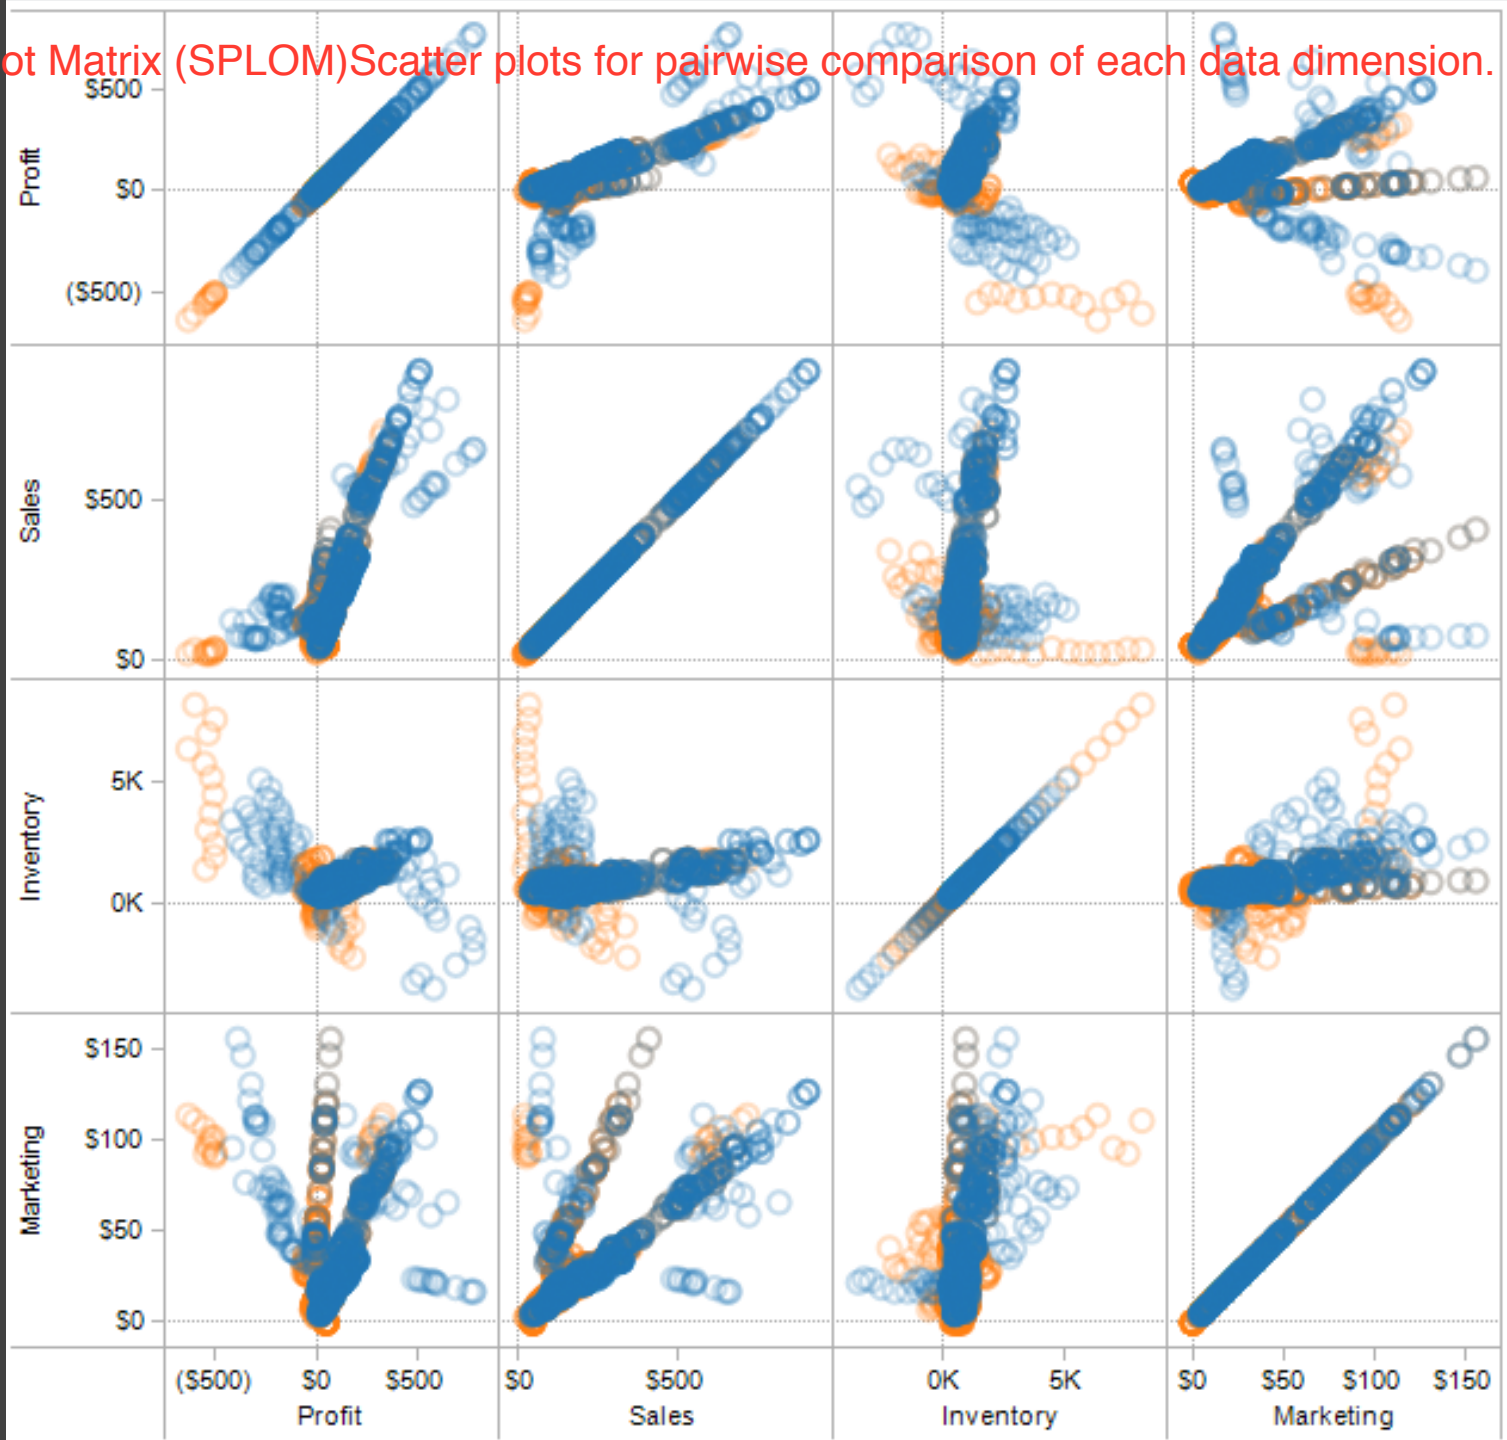 ot Matrix (SPLOM)Scatter plots for pairwise comparison of each data dimension.
Profit
$500
$0
($500)
Sales
$500
$0
Inventory
5K
0K
Marketing
$150
$100
$50
$0
($500) $0 $500 $0 $500 0K 5K $0 $50 $100 $150
Profit Sales Inventory Marketing